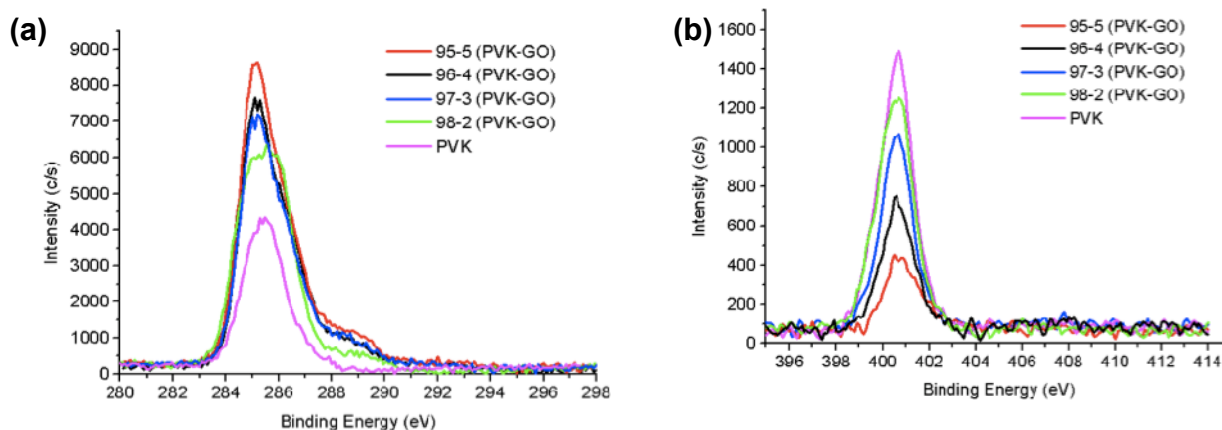 (a)
9000
8000
7000
6000
5000
4000
3000
2000
1000
0
Intensity (c/s)
280 282 284 286 288 290 292 294 296 298
Binding Energy (eV)
95-5 (PVK-GO)
96-4 (PVK-GO)
97-3 (PVK-GO)
98-2 (PVK-GO)
PVK
(b)
1600
1400
1200
1000
800
600
400
200
0
Intensity (c/s)
396 398 400 402 404 406 408 410 412 414
Binding Energy (eV)
95-5 (PVK-GO)
96-4 (PVK-GO)
97-3 (PVK-GO)
98-2 (PVK-GO)
PVK